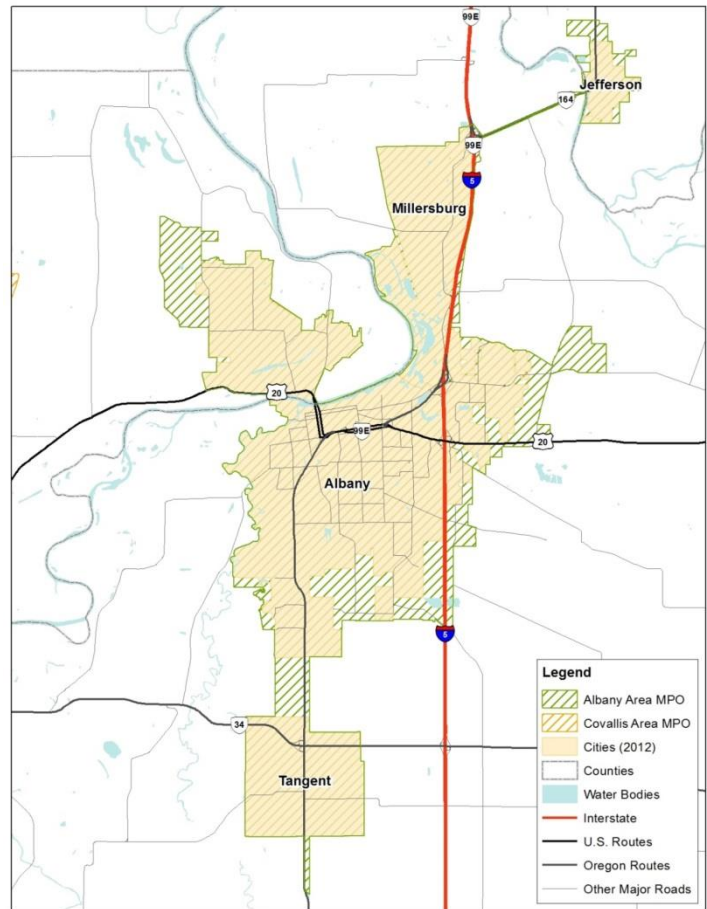 99E
Jefferson
164
99E
5
Millersburg
20
99E
20
Albany
5
34
Tangent
Legend
Albany Area MPO
Covallis Area MPO
Cities (2012)
Counties
Water Bodies
Interstate
U.S. Routes
Oregon Routes
Other Major Roads